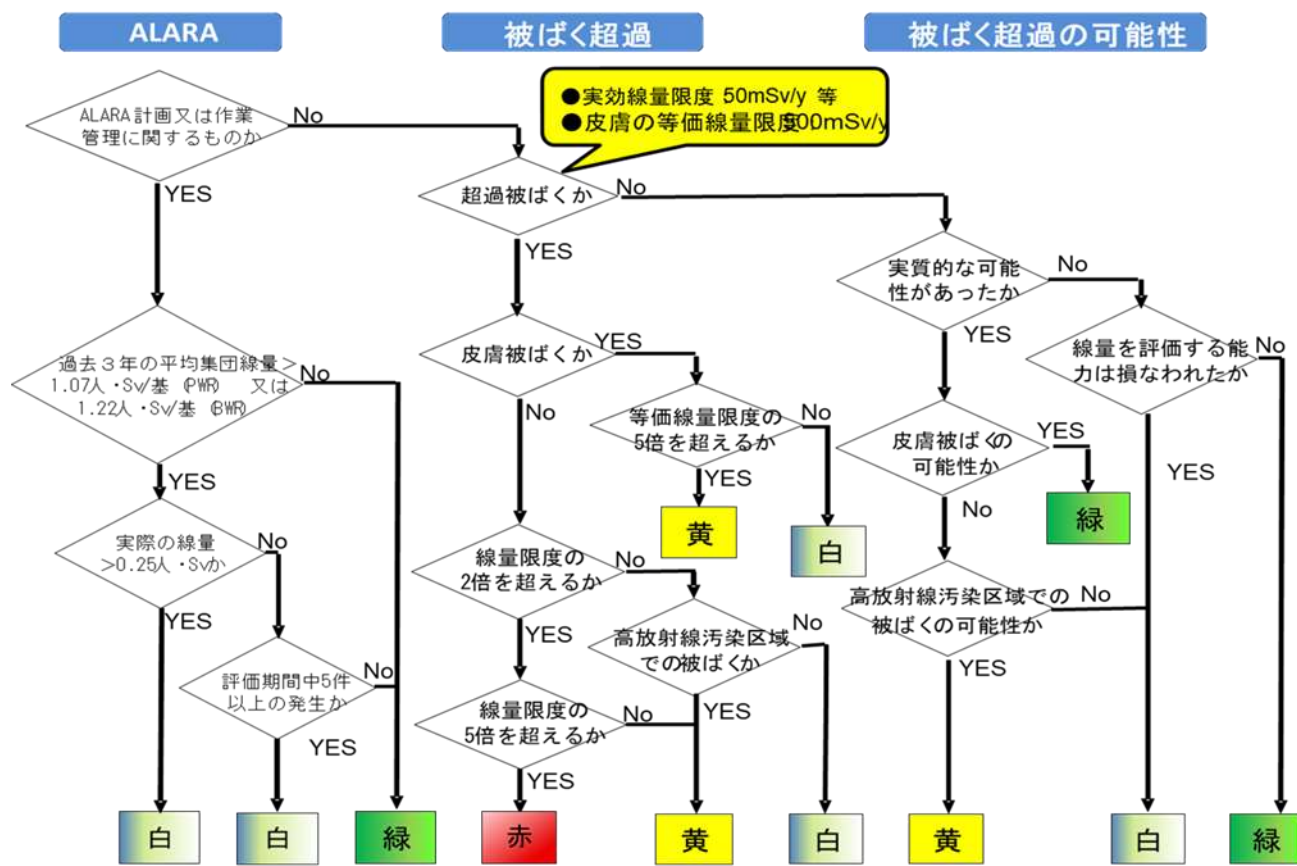 ALARA
被ばく超過
被ばく超過の可能性
●実効線量限度 50mSv/y 等
●皮膚の等価線量限度 500mSv/y
ALARA計画又は作業
管理に関するものか
No
YES
超過被ばくか
No
YES
実質的な可能
性があったか
No
YES
過去3年の平均集団線量>
1.07人・Sv/基 (PWR) 又は
1.22人・Sv/基 (BWR)
No
YES
皮膚被ばくか
YES
No
線量を評価する能
力は損なわれたか
No
YES
等価線量限度の
5倍を超えるか
No
YES
皮膚被ばくの
可能性か
YES
No
黄
白
緑
実際の線量
>0.25人・Svか
No
YES
線量限度の
2倍を超えるか
No
YES
高放射線汚染区域
での被ばくか
No
YES
高放射線汚染区域での
被ばくの可能性か
No
YES
評価期間中5件
以上の発生か
No
YES
線量限度の
5倍を超えるか
No
YES
白
白
緑
赤
黄
白
黄
白
緑